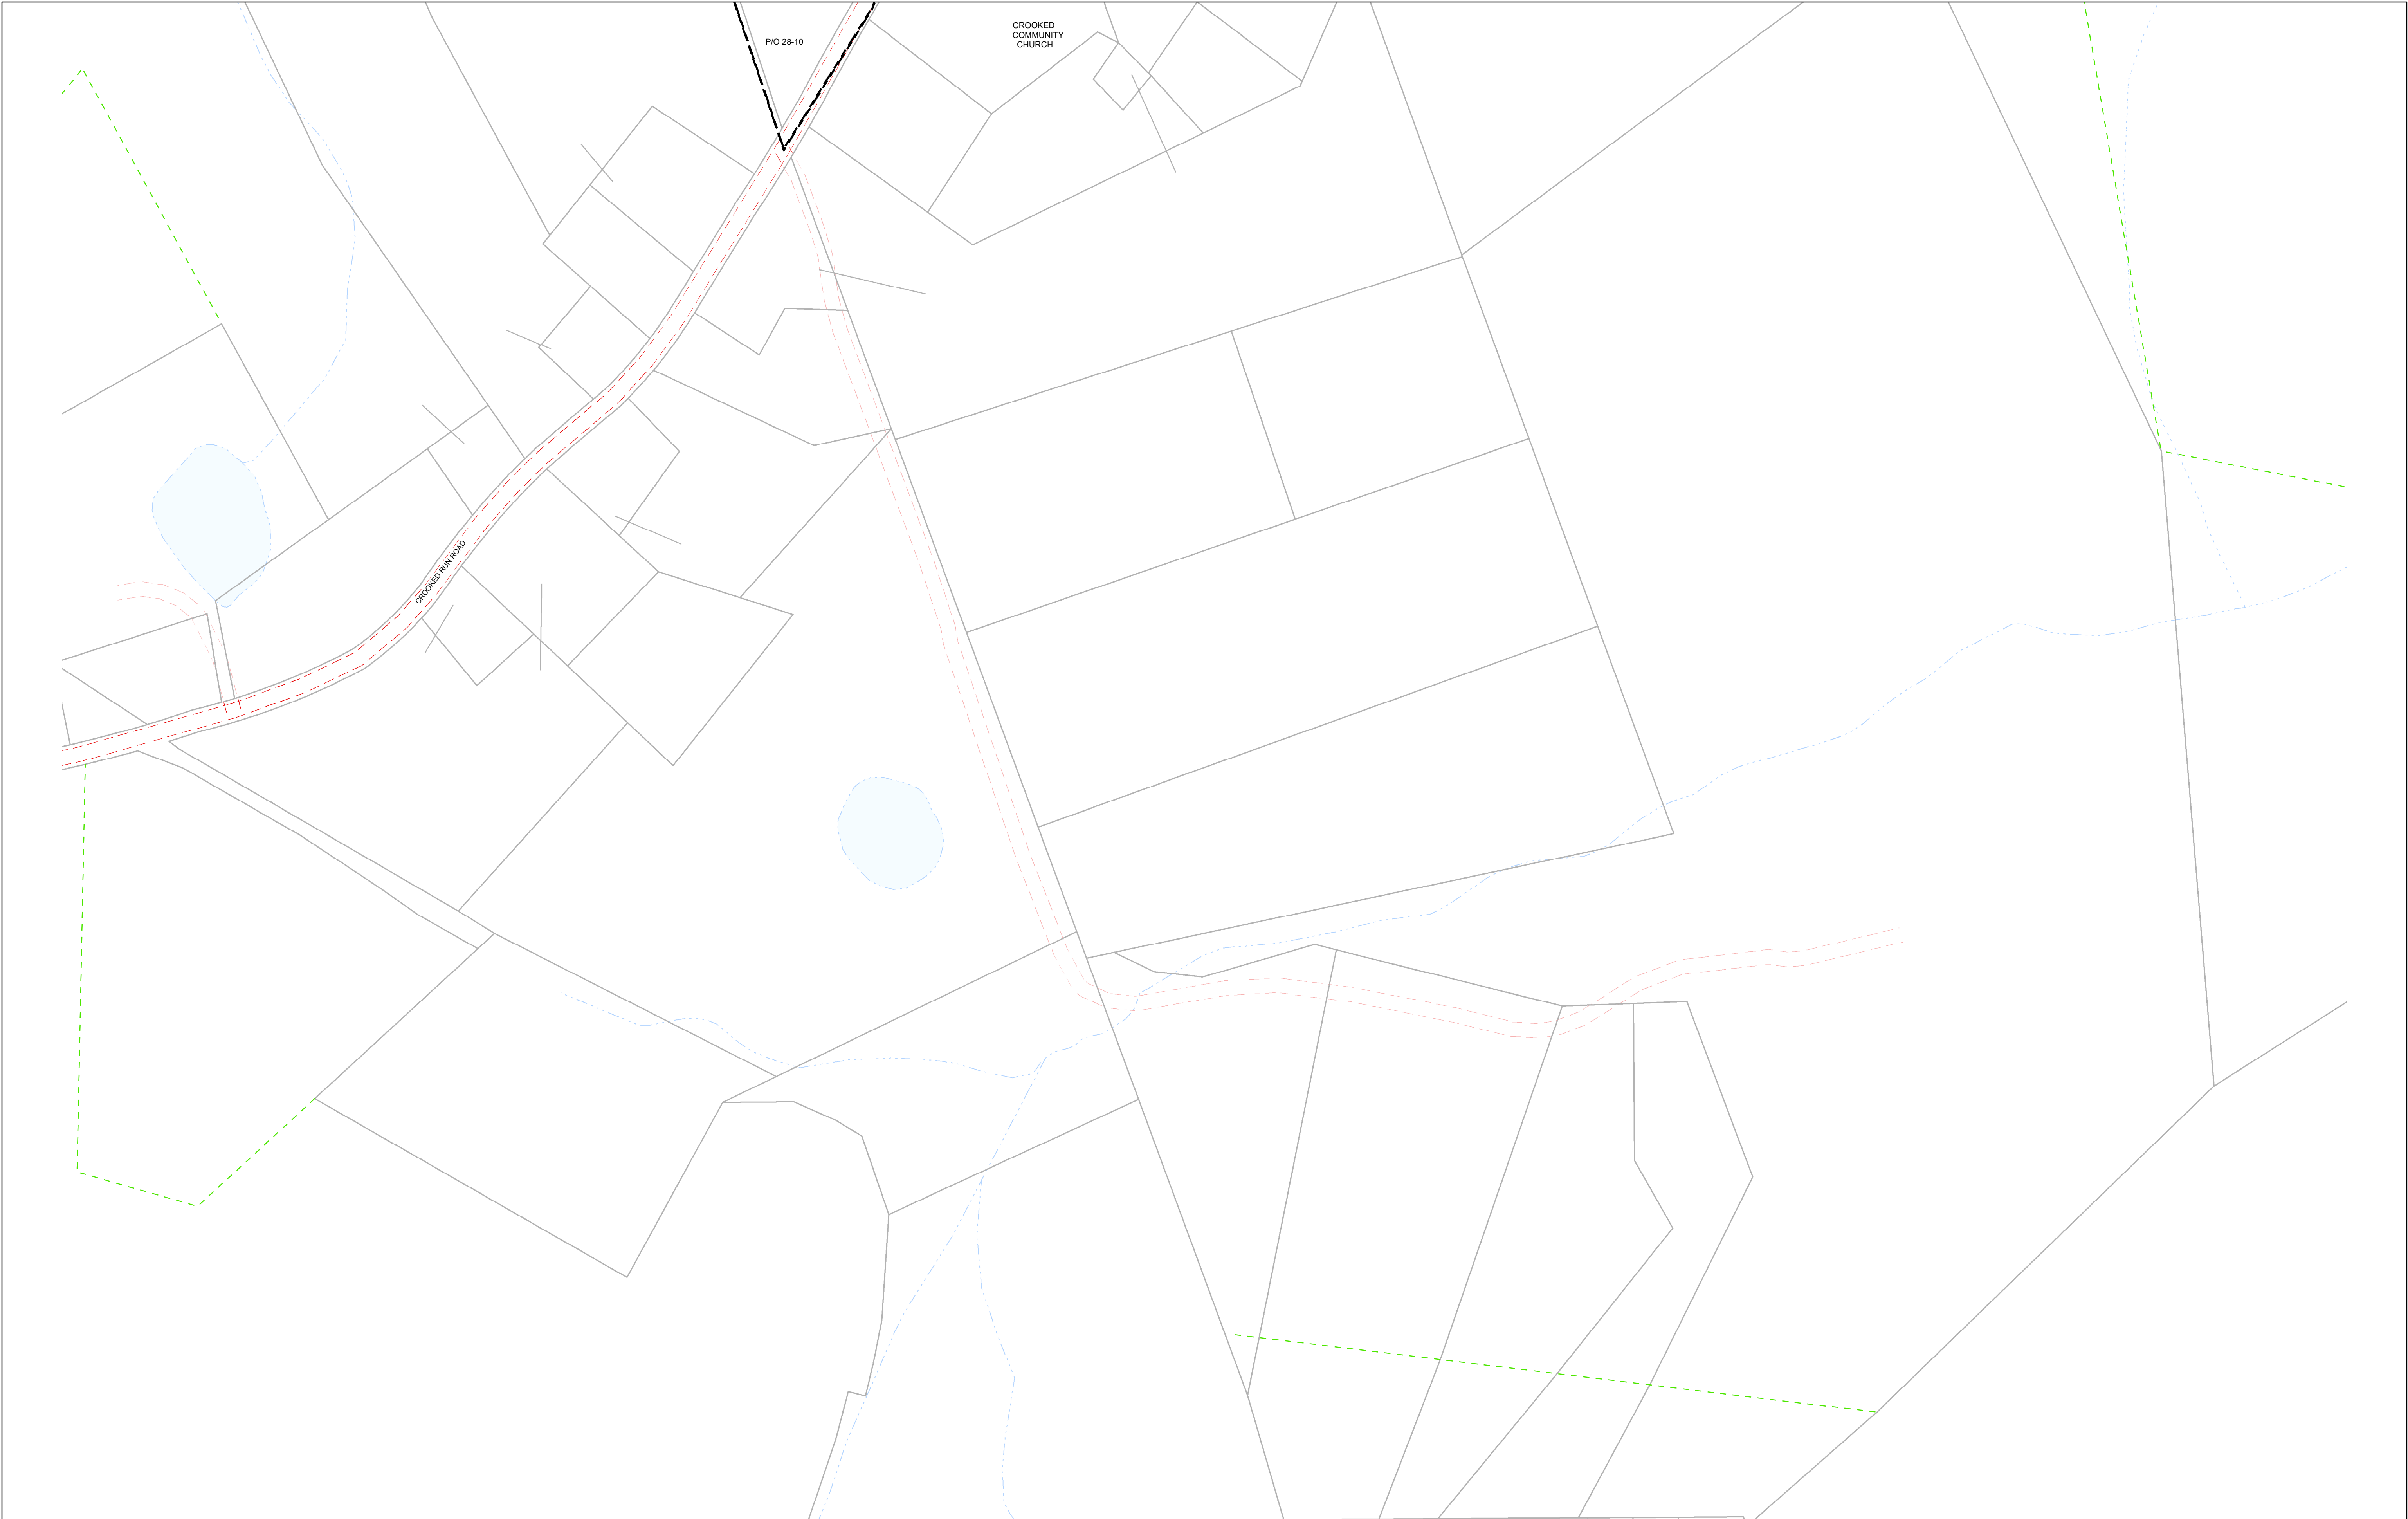 P/O 28-10
CROOKED
COMMUNITY
CHURCH
CROOKED RUN ROAD